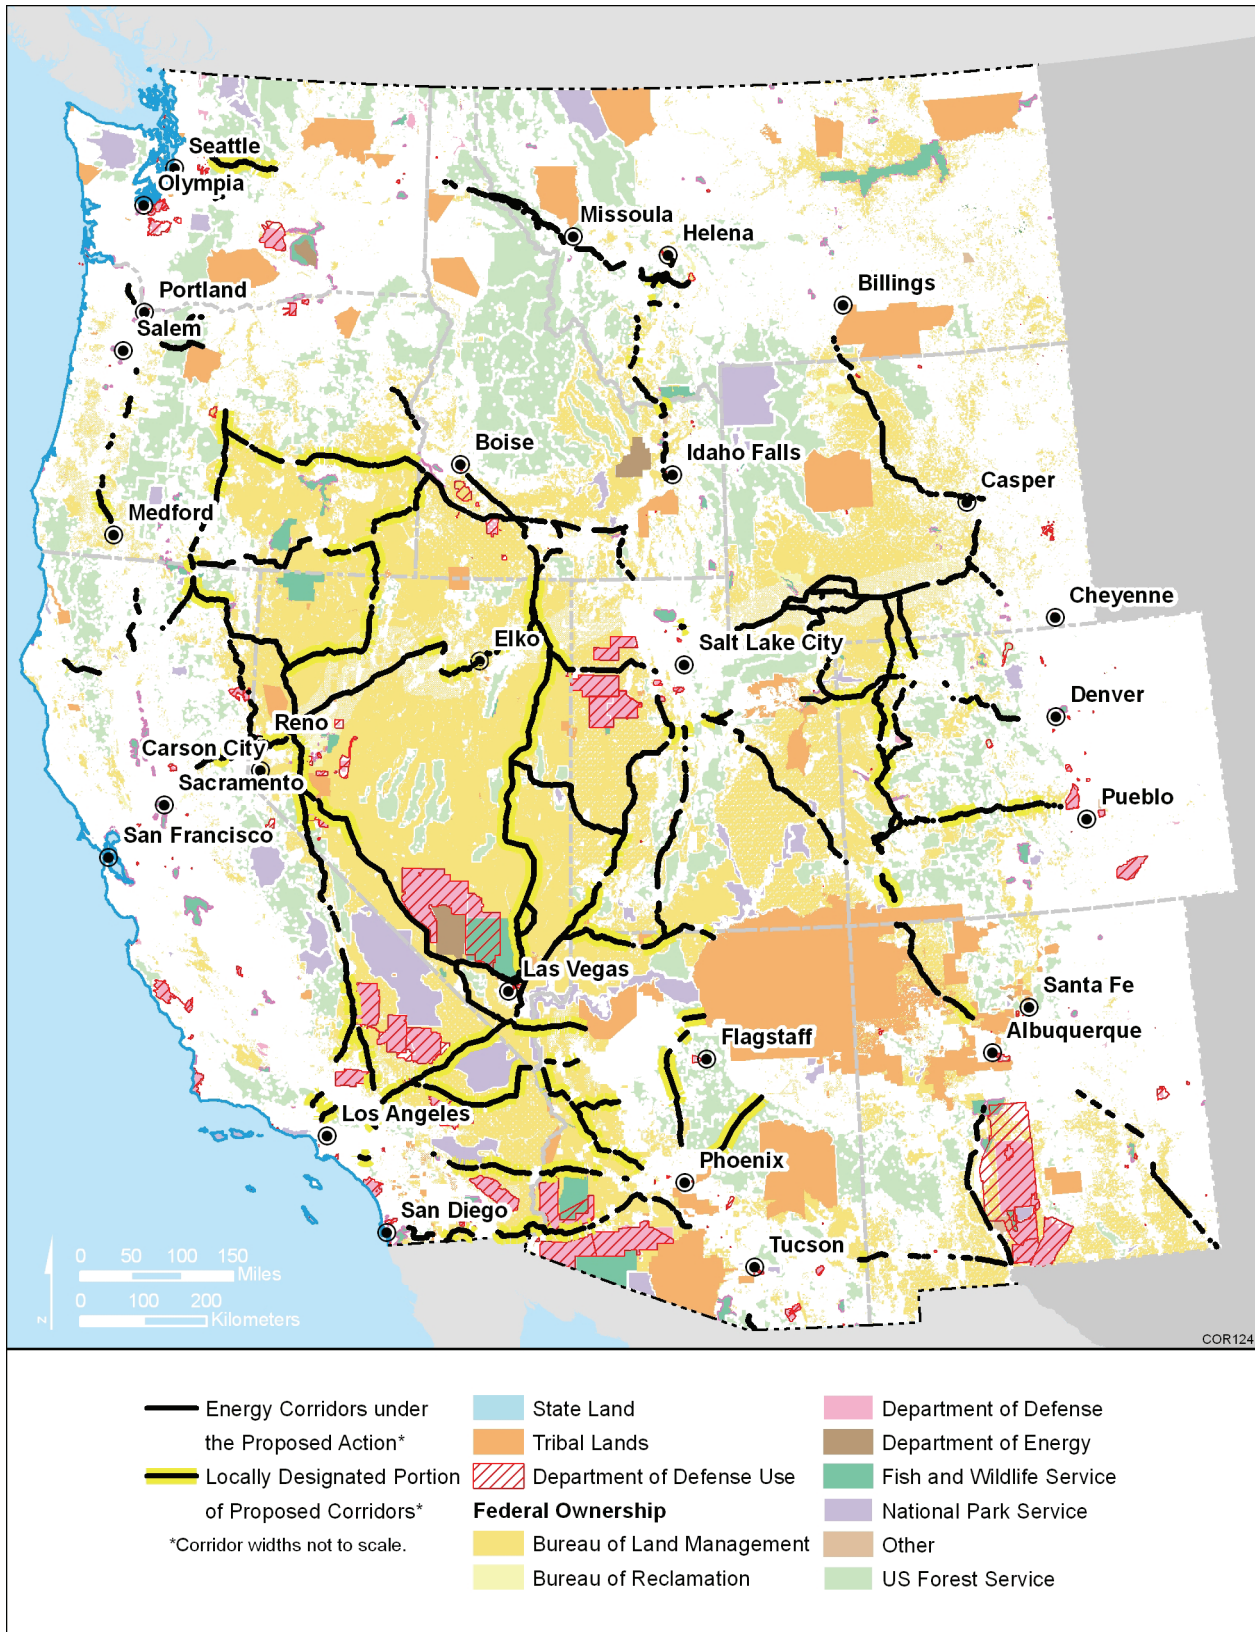 Seattle
Olympia
Missoula
Helena
Portland
Billings
Salem
Boise
Idaho Falls
Casper
Medford
Cheyenne
Elko
Salt Lake City
Denver
Reno
Carson City
Sacramento
Pueblo
San Francisco
Las Vegas
Santa Fe
Albuquerque
Flagstaff
Los Angeles
Phoenix
San Diego
Tucson
0 50 100 150
Miles
0 100 200
Kilometers
N
COR124
Energy Corridors under
the Proposed Action*
Locally Designated Portion
of Proposed Corridors*
*Corridor widths not to scale.
State Land
Tribal Lands
Department of Defense Use
Federal Ownership
Bureau of Land Management
Bureau of Reclamation
Department of Defense
Department of Energy
Fish and Wildlife Service
National Park Service
Other
US Forest Service